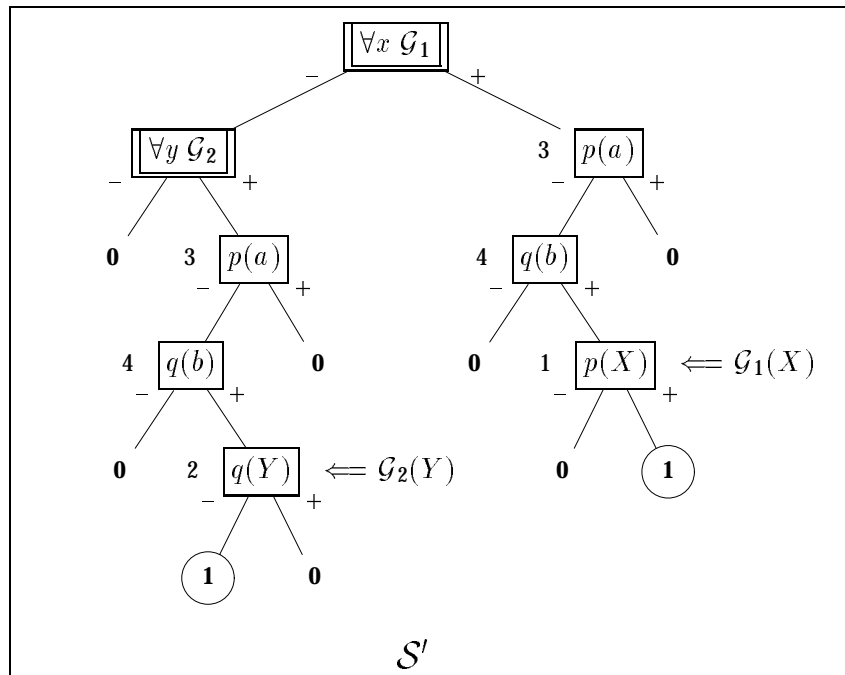 ∀x 𝒢₁
− +
∀y 𝒢₂ 3 p(a)
− + − +
0 3 p(a) 4 q(b) 0
− + − +
4 q(b) 0 0 1 p(X) ⟸ 𝒢₁(X)
− + − +
0 2 q(Y) ⟸ 𝒢₂(Y) 0 1
− +
1 0
𝒮′